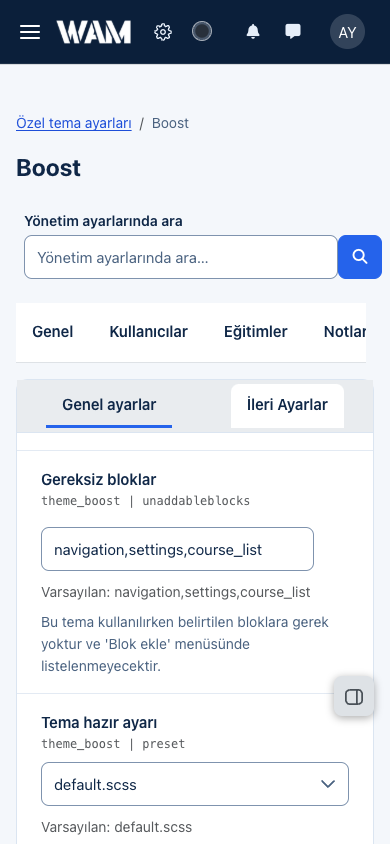 WAM
AY
Özel tema ayarları / Boost
Boost
Yönetim ayarlarında ara
Yönetim ayarlarında ara...
Genel Kullanıcılar Eğitimler Notlar
Genel ayarlar İleri Ayarlar
Gereksiz bloklar
theme_boost | unaddableblocks
navigation,settings,course_list
Varsayılan: navigation,settings,course_list
Bu tema kullanılırken belirtilen bloklara gerek
yoktur ve 'Blok ekle' menüsünde
listelenmeyecektir.
Tema hazır ayarı
theme_boost | preset
default.scss
Varsayılan: default.scss